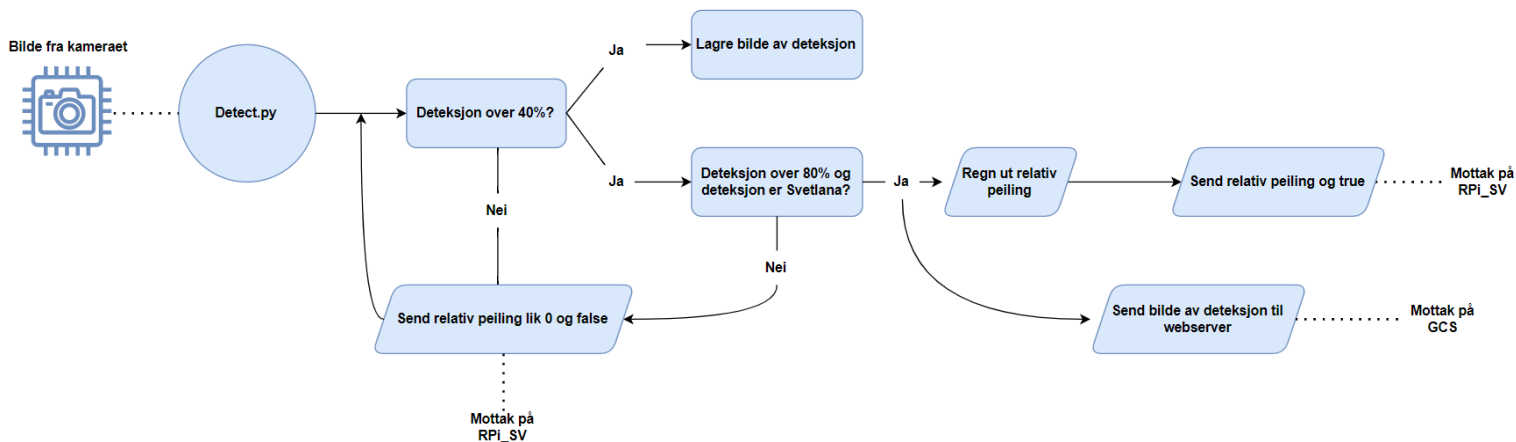 Bilde fra kameraet
Detect.py
Deteksjon over 40%?
Ja
Lagre bilde av deteksjon
Ja
Deteksjon over 80% og
deteksjon er Svetlana?
Ja
Regn ut relativ
peiling
Send relativ peiling og true
Mottak på
RPi_SV
Nei
Nei
Send relativ peiling lik 0 og false
Send bilde av deteksjon til
webserver
Mottak på
GCS
Mottak på
RPi_SV